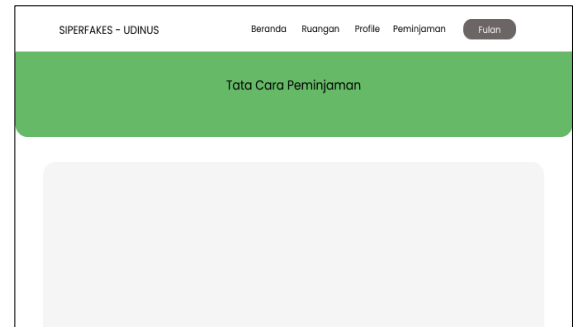 SIPERFAKES - UDINUS
Beranda Ruangan Profile Peminjaman Fulan
Tata Cara Peminjaman